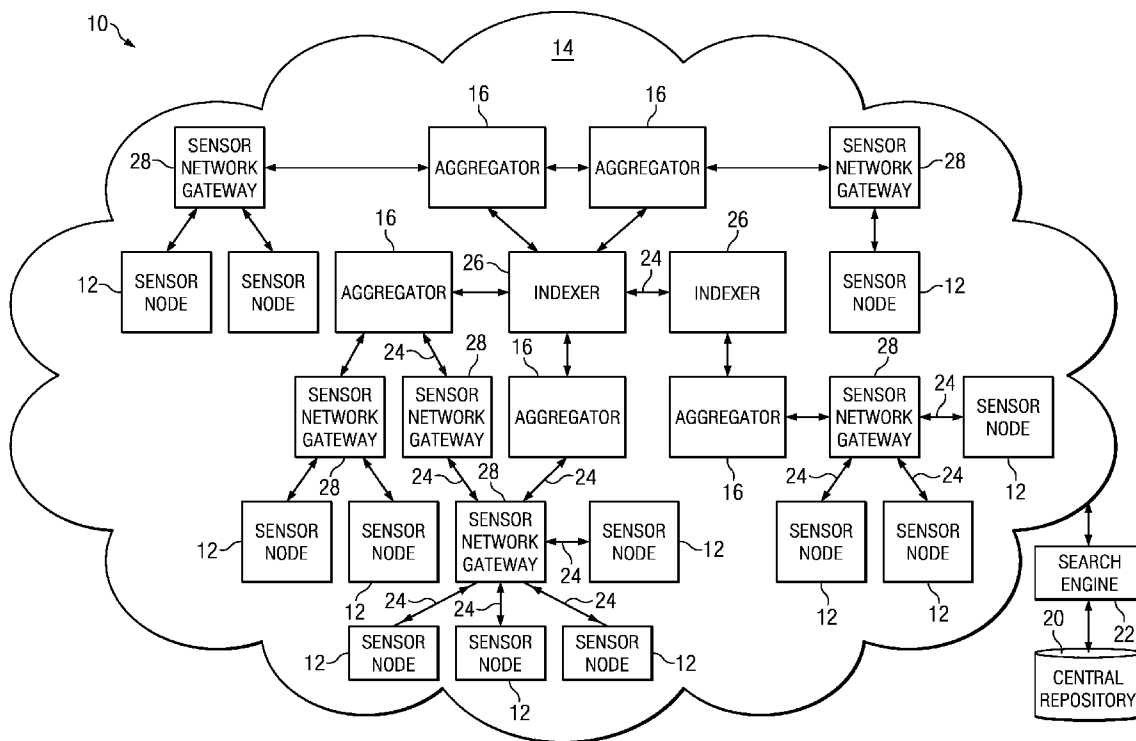 10
14
16
16
SENSOR
NETWORK
GATEWAY
28
AGGREGATOR
AGGREGATOR
SENSOR
NETWORK
GATEWAY
28
16
26
26
24
12
SENSOR
NODE
SENSOR
NODE
AGGREGATOR
INDEXER
INDEXER
SENSOR
NODE
12
24
28
16
28
SENSOR
NETWORK
GATEWAY
28
SENSOR
NETWORK
GATEWAY
AGGREGATOR
AGGREGATOR
16
SENSOR
NETWORK
GATEWAY
24
SENSOR
NODE
12
24
28
24
24
24
12
SENSOR
NODE
SENSOR
NODE
12
SENSOR
NETWORK
GATEWAY
24
SENSOR
NODE
12
SENSOR
NODE
12
SENSOR
NODE
12
24
24
24
12
SENSOR
NODE
SENSOR
NODE
12
SENSOR
NODE
12
SEARCH
ENGINE
22
20
CENTRAL
REPOSITORY